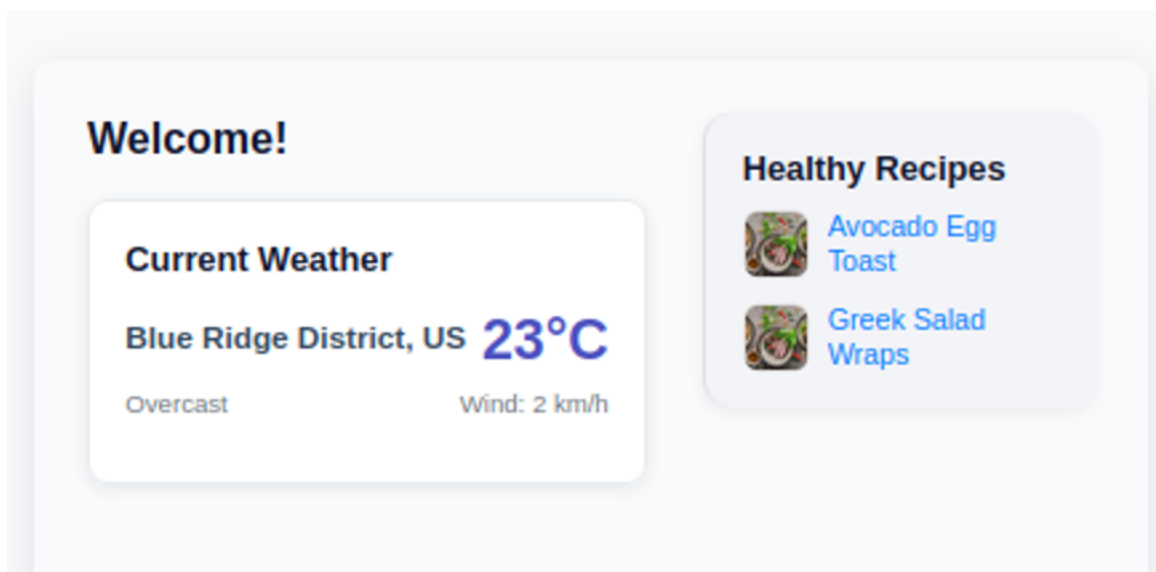 Welcome!
Current Weather
Blue Ridge District, US 23°C
Overcast Wind: 2 km/h
Healthy Recipes
Avocado Egg
Toast
Greek Salad
Wraps